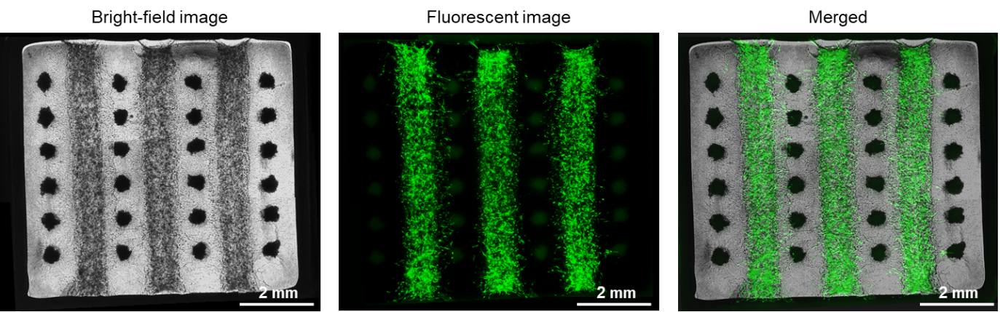 Bright-field image
Fluorescent image
Merged
2 mm
2 mm
2 mm